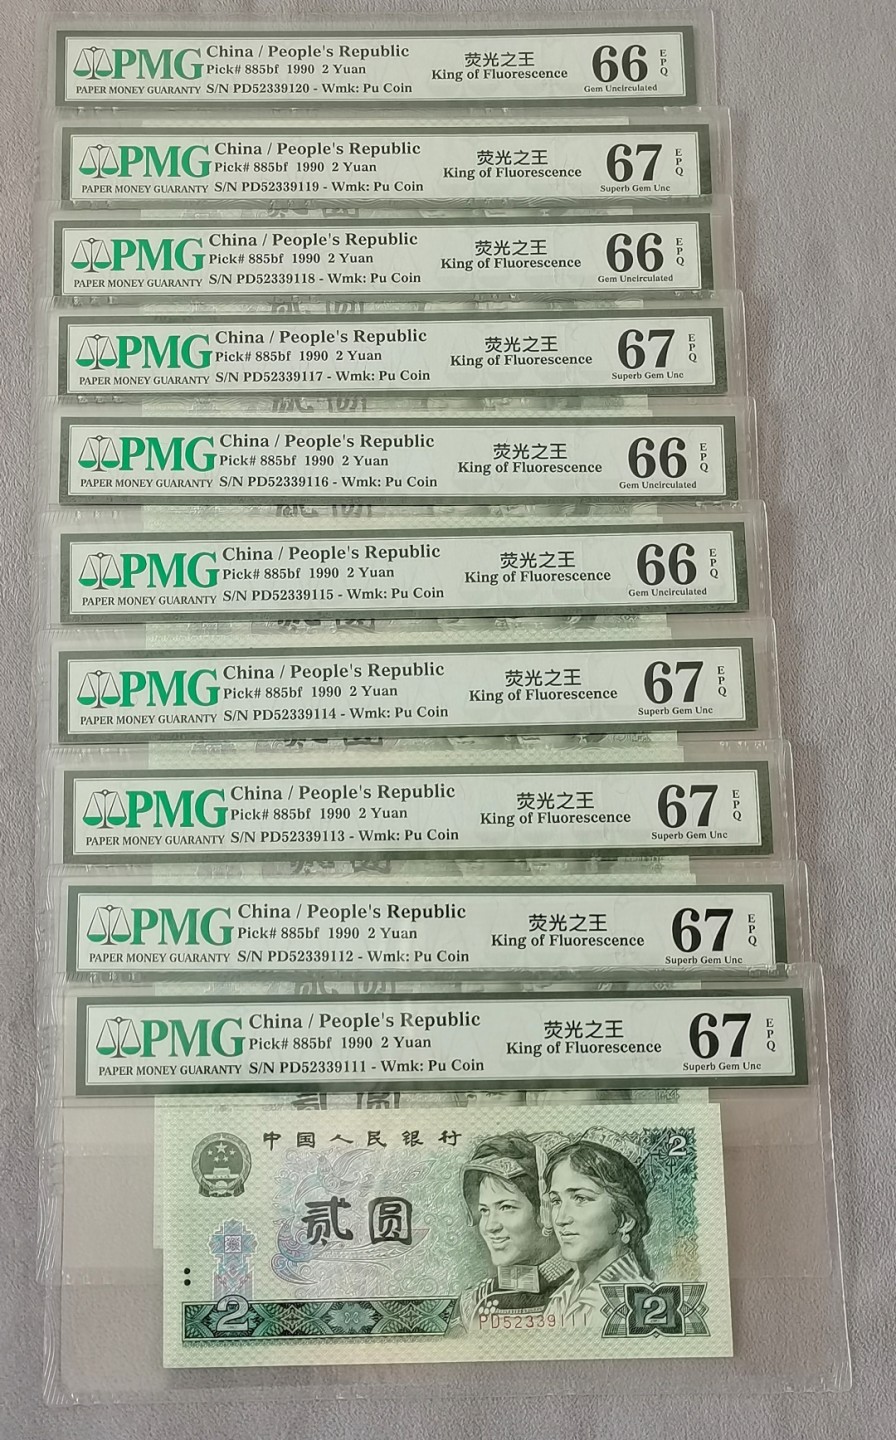 PMG
PAPER MONEY GUARANTY
China / People's Republic
Pick# 885bf 1990 2 Yuan
S/N PD52339120 - Wmk: Pu Coin
荧光之王
King of Fluorescence
66 EPQ
Gem Uncirculated
PMG
PAPER MONEY GUARANTY
China / People's Republic
Pick# 885bf 1990 2 Yuan
S/N PD52339119 - Wmk: Pu Coin
荧光之王
King of Fluorescence
67 EPQ
Superb Gem Unc
PMG
PAPER MONEY GUARANTY
China / People's Republic
Pick# 885bf 1990 2 Yuan
S/N PD52339118 - Wmk: Pu Coin
荧光之王
King of Fluorescence
66 EPQ
Gem Uncirculated
PMG
PAPER MONEY GUARANTY
China / People's Republic
Pick# 885bf 1990 2 Yuan
S/N PD52339117 - Wmk: Pu Coin
荧光之王
King of Fluorescence
67 EPQ
Superb Gem Unc
PMG
PAPER MONEY GUARANTY
China / People's Republic
Pick# 885bf 1990 2 Yuan
S/N PD52339116 - Wmk: Pu Coin
荧光之王
King of Fluorescence
66 EPQ
Gem Uncirculated
PMG
PAPER MONEY GUARANTY
China / People's Republic
Pick# 885bf 1990 2 Yuan
S/N PD52339115 - Wmk: Pu Coin
荧光之王
King of Fluorescence
66 EPQ
Gem Uncirculated
PMG
PAPER MONEY GUARANTY
China / People's Republic
Pick# 885bf 1990 2 Yuan
S/N PD52339114 - Wmk: Pu Coin
荧光之王
King of Fluorescence
67 EPQ
Superb Gem Unc
PMG
PAPER MONEY GUARANTY
China / People's Republic
Pick# 885bf 1990 2 Yuan
S/N PD52339113 - Wmk: Pu Coin
荧光之王
King of Fluorescence
67 EPQ
Superb Gem Unc
PMG
PAPER MONEY GUARANTY
China / People's Republic
Pick# 885bf 1990 2 Yuan
S/N PD52339112 - Wmk: Pu Coin
荧光之王
King of Fluorescence
67 EPQ
Superb Gem Unc
PMG
PAPER MONEY GUARANTY
China / People's Republic
Pick# 885bf 1990 2 Yuan
S/N PD52339111 - Wmk: Pu Coin
荧光之王
King of Fluorescence
67 EPQ
Superb Gem Unc
中国人民银行
2
贰圆
2
PD52339111
2